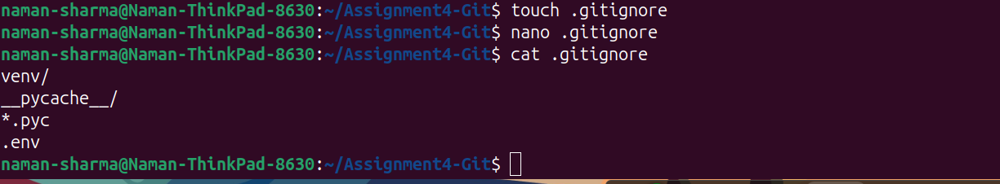 naman-sharma@Naman-ThinkPad-8630:~/Assignment4-Git$ touch .gitignore
naman-sharma@Naman-ThinkPad-8630:~/Assignment4-Git$ nano .gitignore
naman-sharma@Naman-ThinkPad-8630:~/Assignment4-Git$ cat .gitignore
venv/
__pycache__/
*.pyc
.env
naman-sharma@Naman-ThinkPad-8630:~/Assignment4-Git$